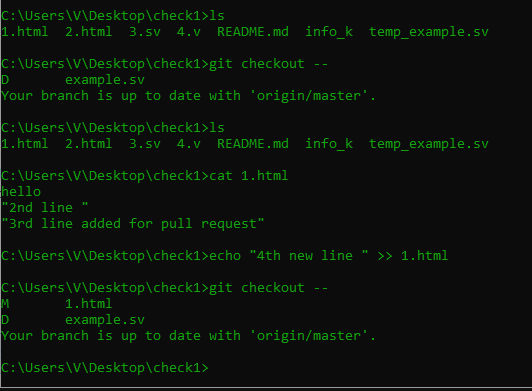 C:\Users\V\Desktop\check1>ls
1.html  2.html  3.sv  4.v  README.md  info_k  temp_example.sv
C:\Users\V\Desktop\check1>git checkout --
D       example.sv
Your branch is up to date with 'origin/master'.
C:\Users\V\Desktop\check1>ls
1.html  2.html  3.sv  4.v  README.md  info_k  temp_example.sv
C:\Users\V\Desktop\check1>cat 1.html
hello
"2nd line "
"3rd line added for pull request"
C:\Users\V\Desktop\check1>echo "4th new line " >> 1.html
C:\Users\V\Desktop\check1>git checkout --
M       1.html
D       example.sv
Your branch is up to date with 'origin/master'.
C:\Users\V\Desktop\check1>